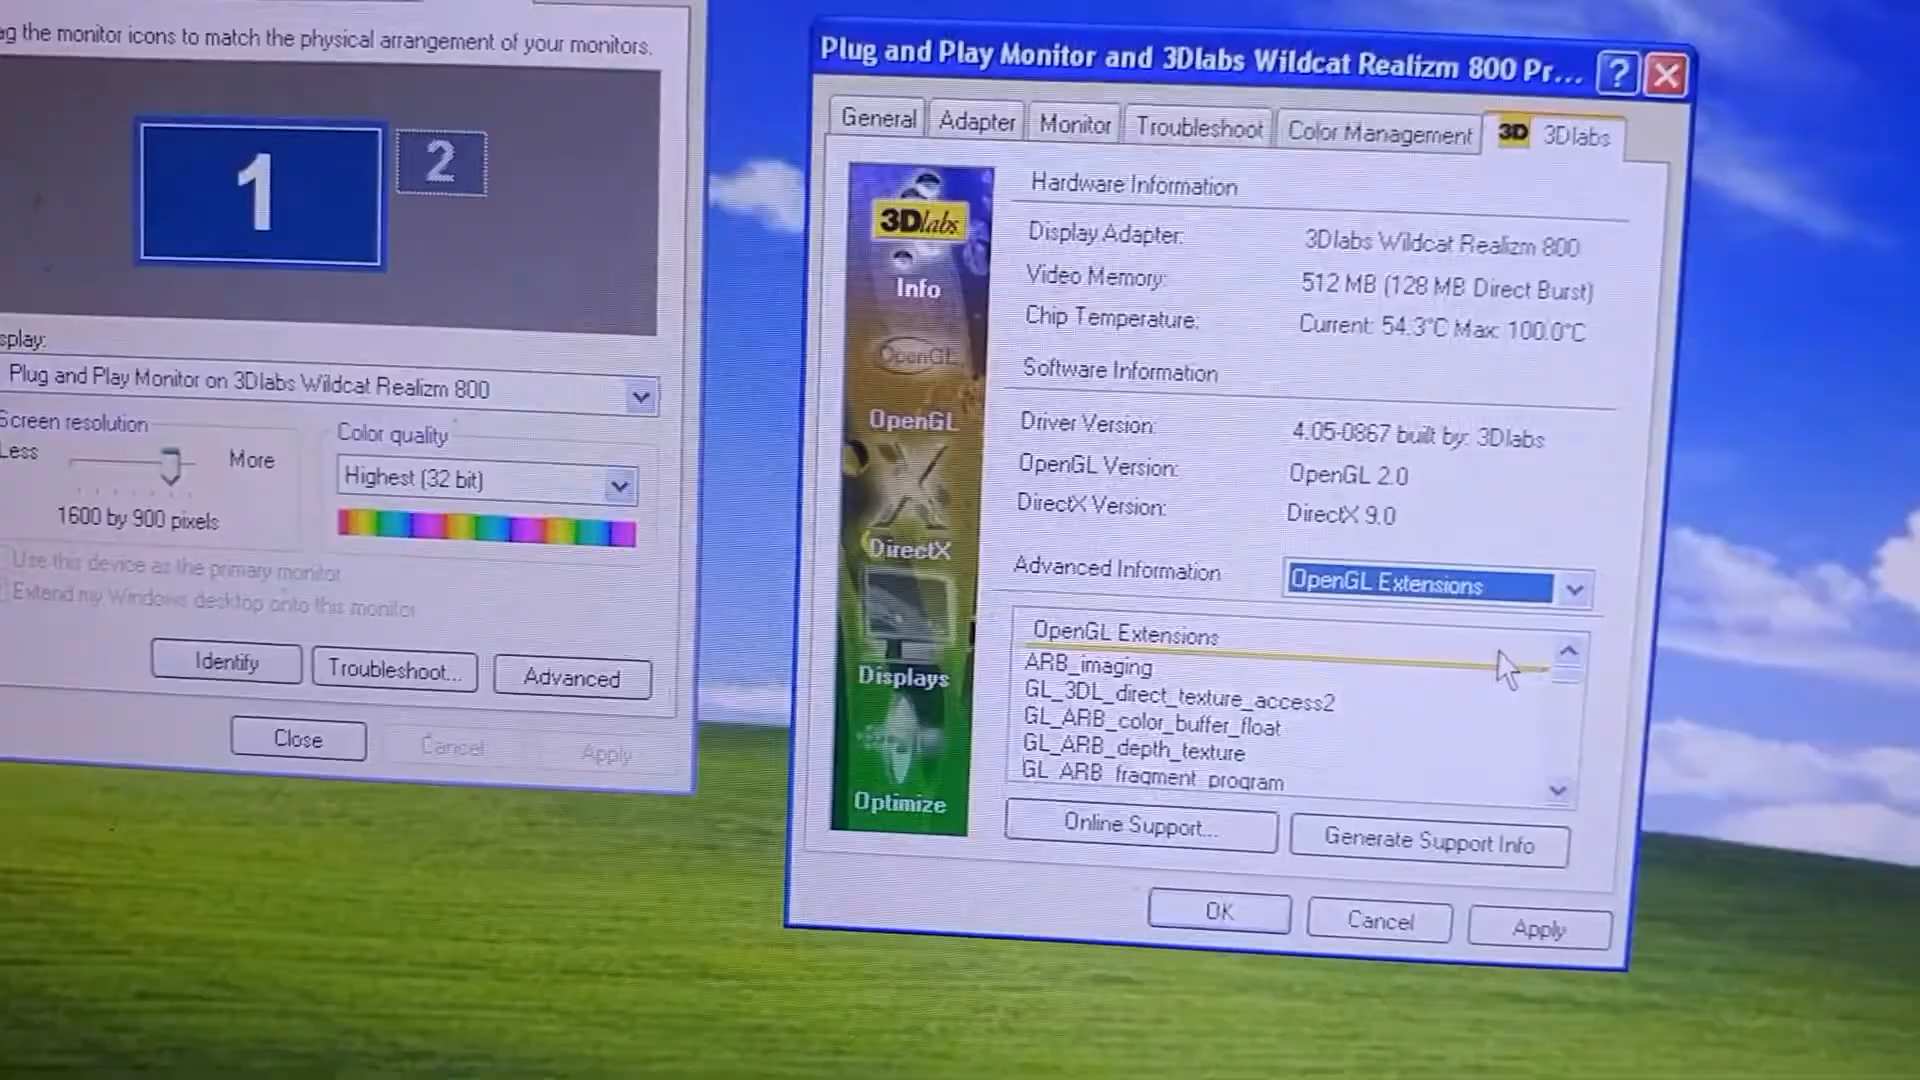 ag the monitor icons to match the physical arrangement of your monitors.
1
2
splay:
Plug and Play Monitor on 3Dlabs Wildcat Realizm 800
Screen resolution
Less
More
1600 by 900 pixels
Color quality
Highest (32 bit)
Use this device as the primary monitor
Extend my Windows desktop onto this monitor
Identify
Troubleshoot...
Advanced
Close
Cancel
Apply
Plug and Play Monitor and 3Dlabs Wildcat Realizm 800 Pr...
General
Adapter
Monitor
Troubleshoot
Color Management
3D 3Dlabs
3Dlabs
Info
OpenGL
OpenGL
DirectX
Displays
Optimize
Hardware Information
Display Adapter: 3Dlabs Wildcat Realizm 800
Video Memory: 512 MB (128 MB Direct Burst)
Chip Temperature: Current: 54.3°C Max: 100.0°C
Software Information
Driver Version: 4.05-0867 built by: 3Dlabs
OpenGL Version: OpenGL 2.0
DirectX Version: DirectX 9.0
Advanced Information OpenGL Extensions
OpenGL Extensions
ARB_imaging
GL_3DL_direct_texture_access2
GL_ARB_color_buffer_float
GL_ARB_depth_texture
GL_ARB_fragment_program
Online Support...
Generate Support Info
OK
Cancel
Apply